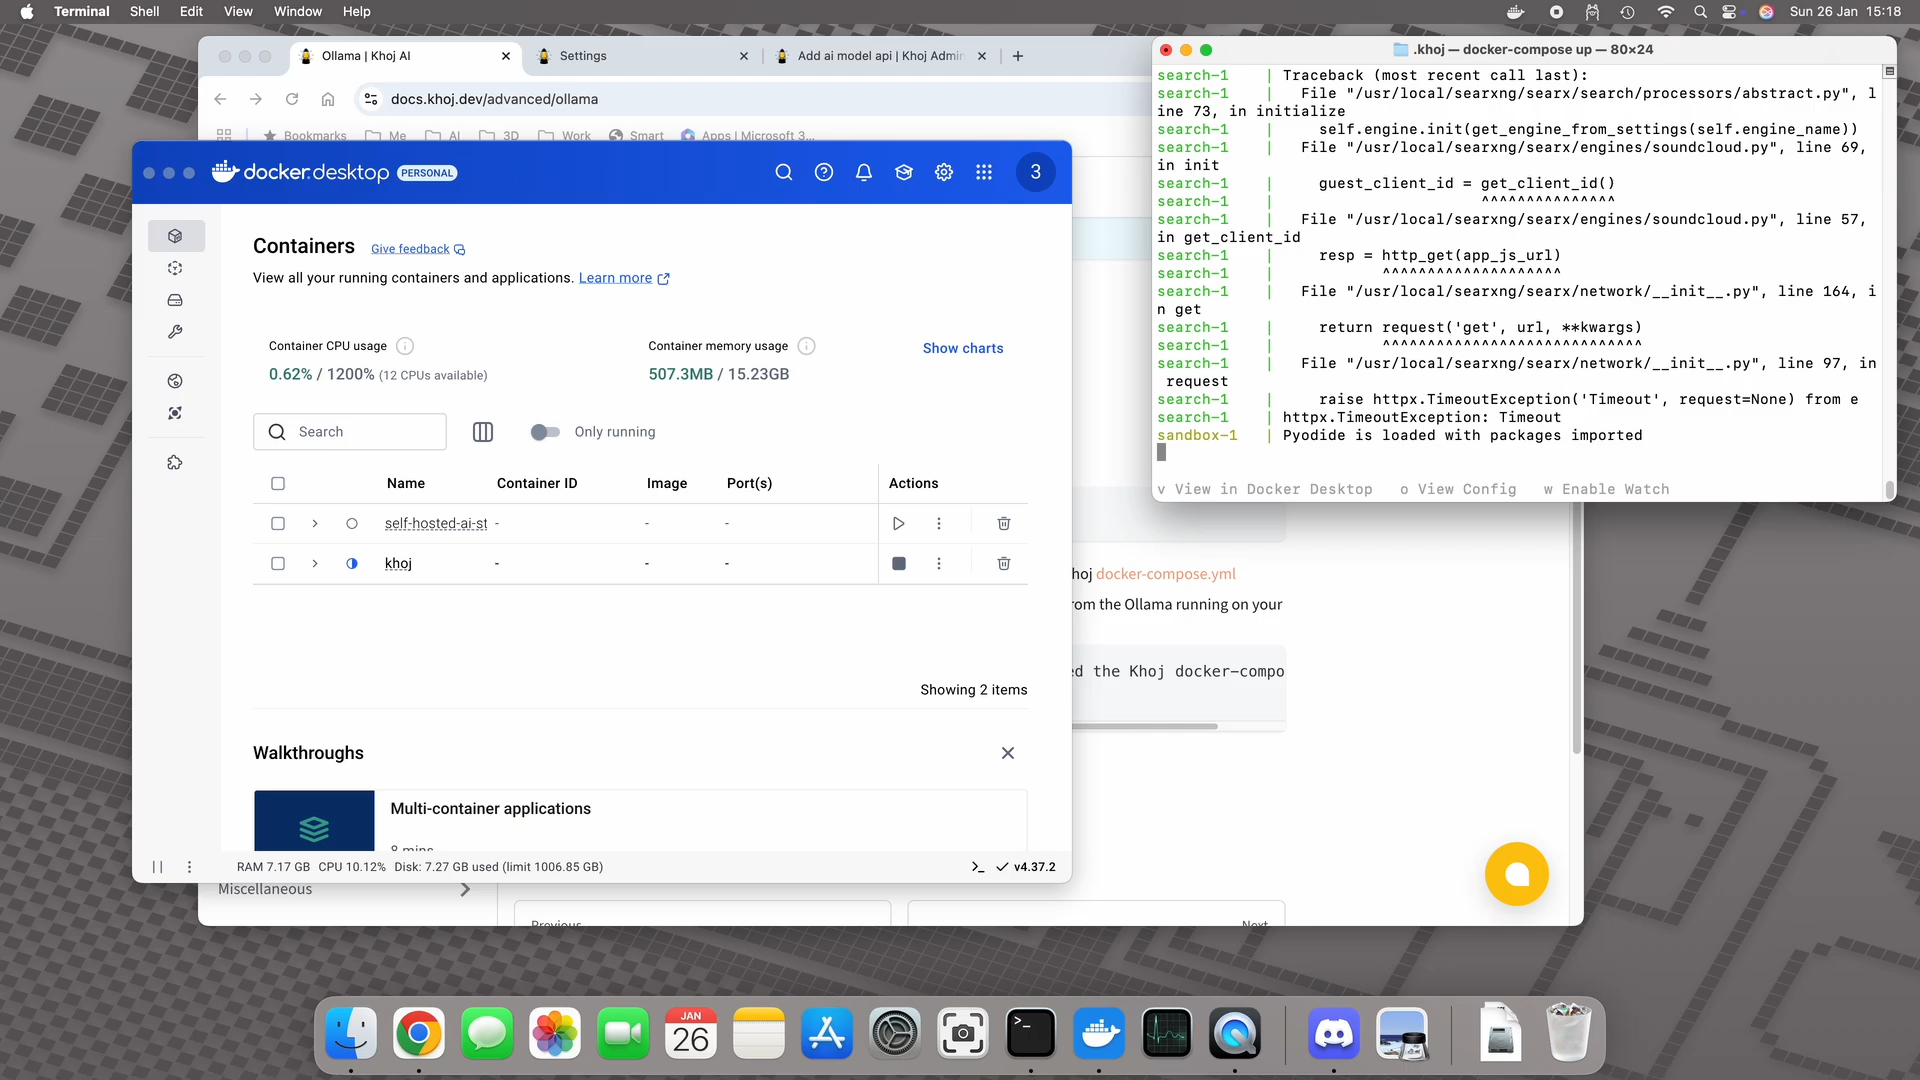 Terminal Shell Edit View Window Help
Sun 26 Jan 15:18
Ollama | Khoj AI
Settings
Add ai model api | Khoj Admin
docs.khoj.dev/advanced/ollama
Bookmarks Me AI 3D Work Smart Apps | Microsoft 3...
docker.desktop PERSONAL
3
Containers Give feedback
View all your running containers and applications. Learn more
Container CPU usage
0.62% / 1200% (12 CPUs available)
Container memory usage
507.3MB / 15.23GB
Show charts
Search
Only running
Name Container ID Image Port(s) Actions
self-hosted-ai-st - - -
khoj - - -
Showing 2 items
Walkthroughs
Multi-container applications
8 mins
RAM 7.17 GB CPU 10.12% Disk: 7.27 GB used (limit 1006.85 GB)
>_ v4.37.2
Miscellaneous
Previous
Next
hoj docker-compose.yml
rom the Ollama running on your
ed the Khoj docker-compo
.khoj — docker-compose up — 80×24
search-1 | Traceback (most recent call last):
search-1 | File "/usr/local/searxng/searx/search/processors/abstract.py", l
ine 73, in initialize
search-1 | self.engine.init(get_engine_from_settings(self.engine_name))
search-1 | File "/usr/local/searxng/searx/engines/soundcloud.py", line 69,
in init
search-1 | guest_client_id = get_client_id()
search-1 | ^^^^^^^^^^^^^^^
search-1 | File "/usr/local/searxng/searx/engines/soundcloud.py", line 57,
in get_client_id
search-1 | resp = http_get(app_js_url)
search-1 | ^^^^^^^^^^^^^^^^^^^^
search-1 | File "/usr/local/searxng/searx/network/__init__.py", line 164, i
n get
search-1 | return request('get', url, **kwargs)
search-1 | ^^^^^^^^^^^^^^^^^^^^^^^^^^^^^
search-1 | File "/usr/local/searxng/searx/network/__init__.py", line 97, in
request
search-1 | raise httpx.TimeoutException('Timeout', request=None) from e
search-1 | httpx.TimeoutException: Timeout
sandbox-1 | Pyodide is loaded with packages imported
v View in Docker Desktop o View Config w Enable Watch
JAN
26